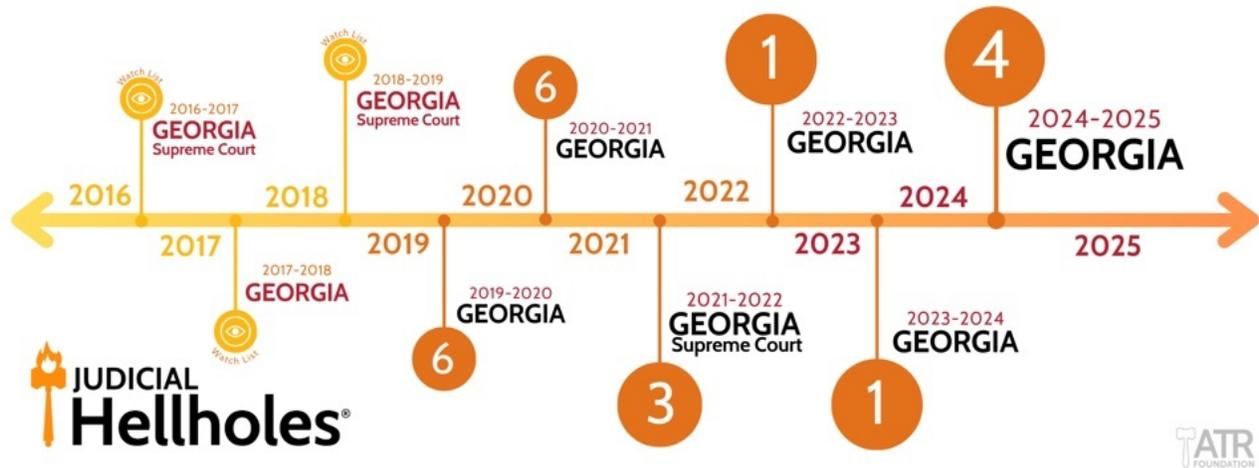 Watch List
2016-2017
GEORGIA
Supreme Court
Watch List
2018-2019
GEORGIA
Supreme Court
6
2020-2021
GEORGIA
1
2022-2023
GEORGIA
4
2024-2025
GEORGIA
2016
2018
2020
2022
2024
2017
2019
2021
2023
2025
2017-2018
GEORGIA
Watch List
2019-2020
GEORGIA
6
2021-2022
GEORGIA
Supreme Court
3
2023-2024
GEORGIA
1
JUDICIAL
Hellholes®
ATR
FOUNDATION